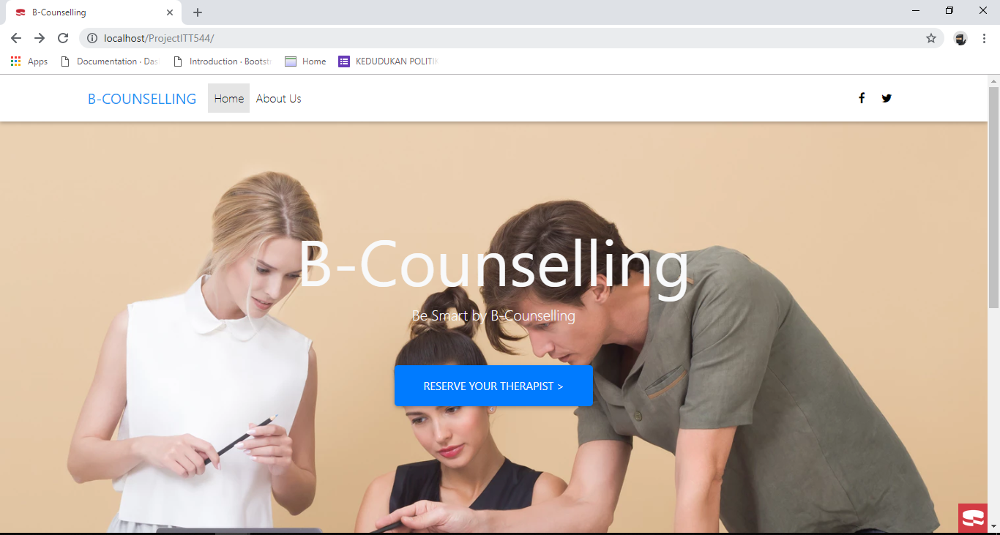 B-Counselling
localhost/ProjectITT544/
Apps
Documentation · Das
Introduction · Bootstr
Home
KEDUDUKAN POLITIK
B-COUNSELLING
Home
About Us
B-Counselling
Be Smart by B-Counselling
RESERVE YOUR THERAPIST >